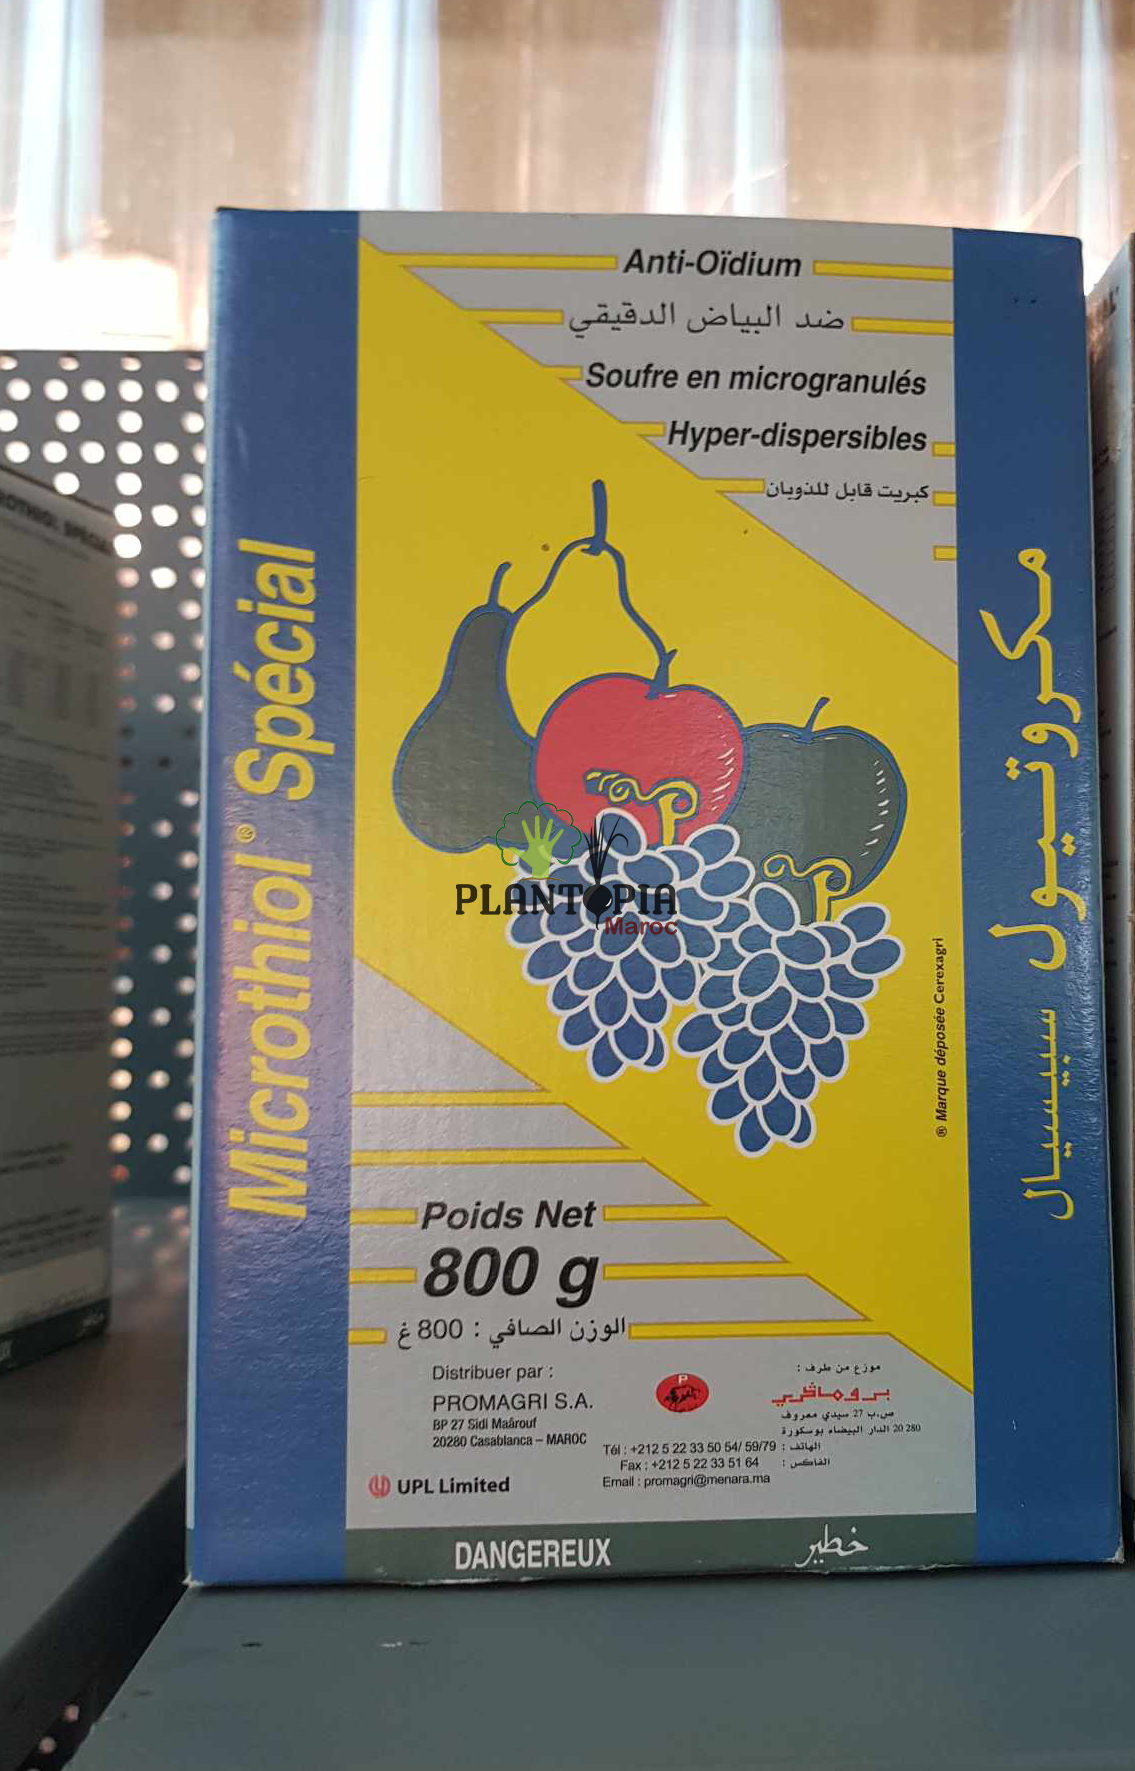 Anti-Oïdium
ضد البياض الدقيقي
Soufre en microgranulés
Hyper-dispersibles
كبريت قابل للذوبان
Microthiol® Spécial
مكروتيول سبيسيال
PLANTOPIA
Maroc
® Marque déposée Cerexagri
Poids Net
800 g
الوزن الصافي : 800 غ
Distribuer par :
PROMAGRI S.A.
BP 27 Sidi Maârouf
20280 Casablanca – MAROC
P
موزع من طرف :
بروماݣري
ص.ب 27 سيدي معروف
20 280 الدار البيضاء بوسكورة
Tél : +212 5 22 33 50 54/ 59/79 : الهاتف
Fax : +212 5 22 33 51 64 : الفاكس
Email : promagri@menara.ma
UPL Limited
DANGEREUX
خطير